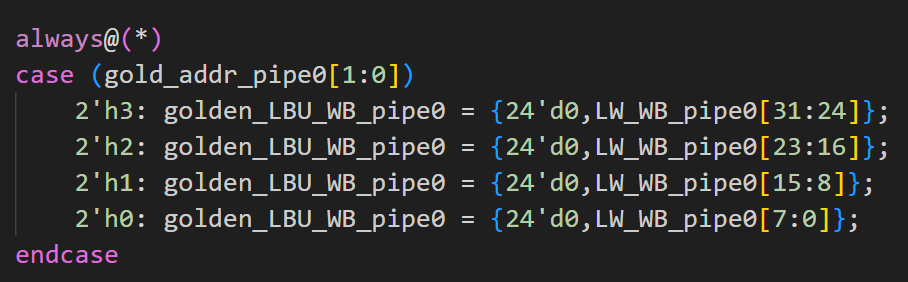 always@(*)
case (gold_addr_pipe0[1:0])
    2'h3: golden_LBU_WB_pipe0 = {24'd0,LW_WB_pipe0[31:24]};
    2'h2: golden_LBU_WB_pipe0 = {24'd0,LW_WB_pipe0[23:16]};
    2'h1: golden_LBU_WB_pipe0 = {24'd0,LW_WB_pipe0[15:8]};
    2'h0: golden_LBU_WB_pipe0 = {24'd0,LW_WB_pipe0[7:0]};
endcase